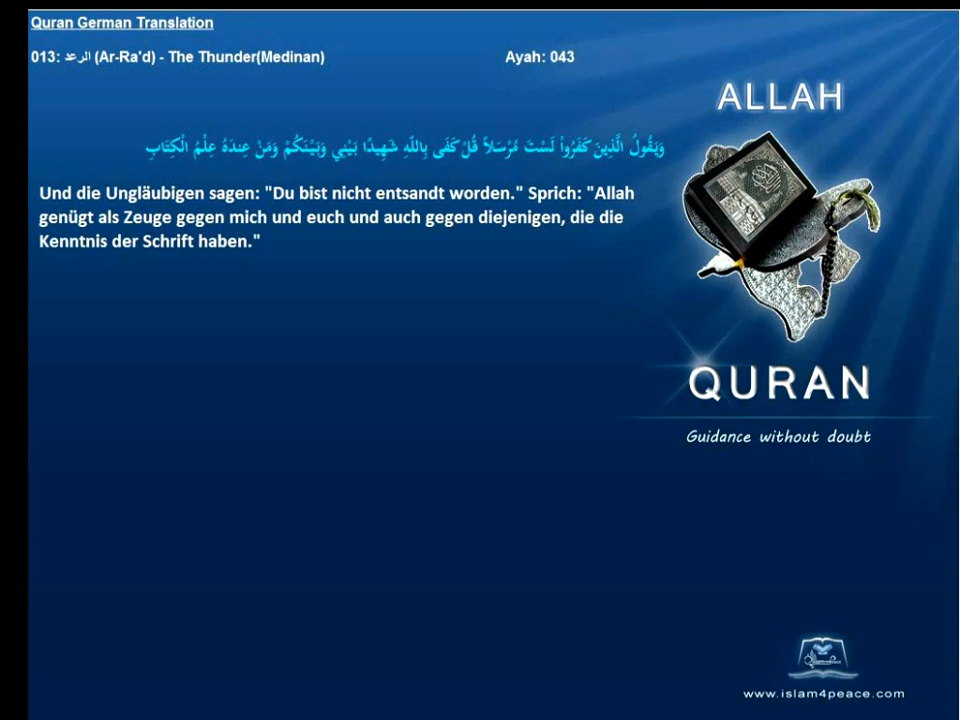 Quran German Translation
013: الرعد (Ar-Ra'd) - The Thunder(Medinan) Ayah: 043
ALLAH
وَيَقُولُ الَّذِينَ كَفَرُواْ لَسْتَ مُرْسَلاً قُلْ كَفَى بِاللّهِ شَهِيدًا بَيْنِي وَبَيْنَكُمْ وَمَنْ عِندَهُ عِلْمُ الْكِتَابِ
Und die Ungläubigen sagen: "Du bist nicht entsandt worden." Sprich: "Allah
genügt als Zeuge gegen mich und euch und auch gegen diejenigen, die die
Kenntnis der Schrift haben."
QURAN
Guidance without doubt
www.islam4peace.com